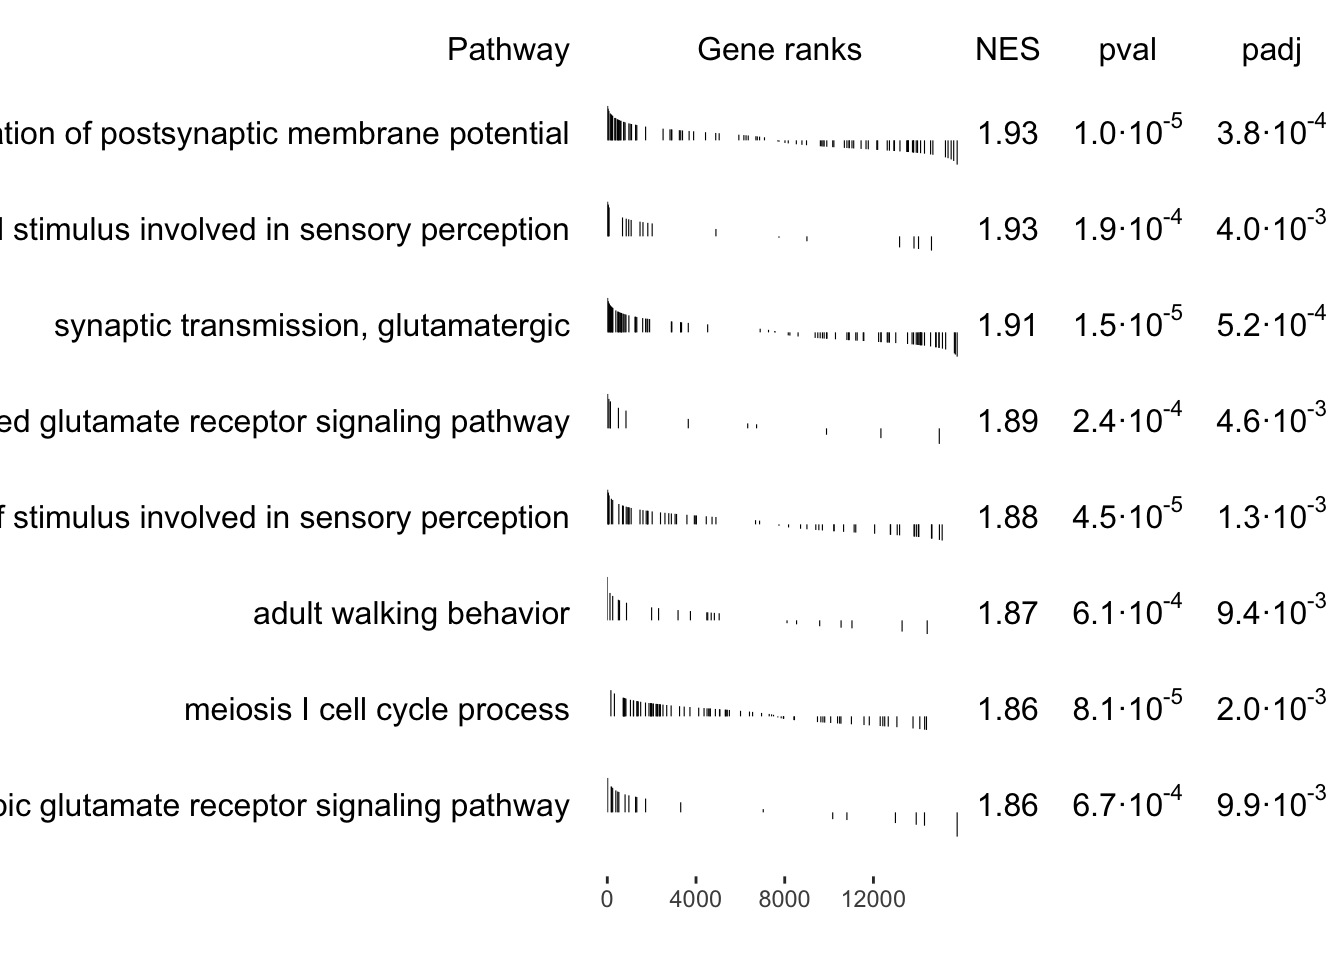 Pathway Gene ranks NES pval padj
of postsynaptic membrane potential 1.93 1.0·10-5 3.8·10-4
stimulus involved in sensory perception 1.93 1.9·10-4 4.0·10-3
synaptic transmission, glutamatergic 1.91 1.5·10-5 5.2·10-4
glutamate receptor signaling pathway 1.89 2.4·10-4 4.6·10-3
stimulus involved in sensory perception 1.88 4.5·10-5 1.3·10-3
adult walking behavior 1.87 6.1·10-4 9.4·10-3
meiosis I cell cycle process 1.86 8.1·10-5 2.0·10-3
glutamate receptor signaling pathway 1.86 6.7·10-4 9.9·10-3
0 4000 8000 12000